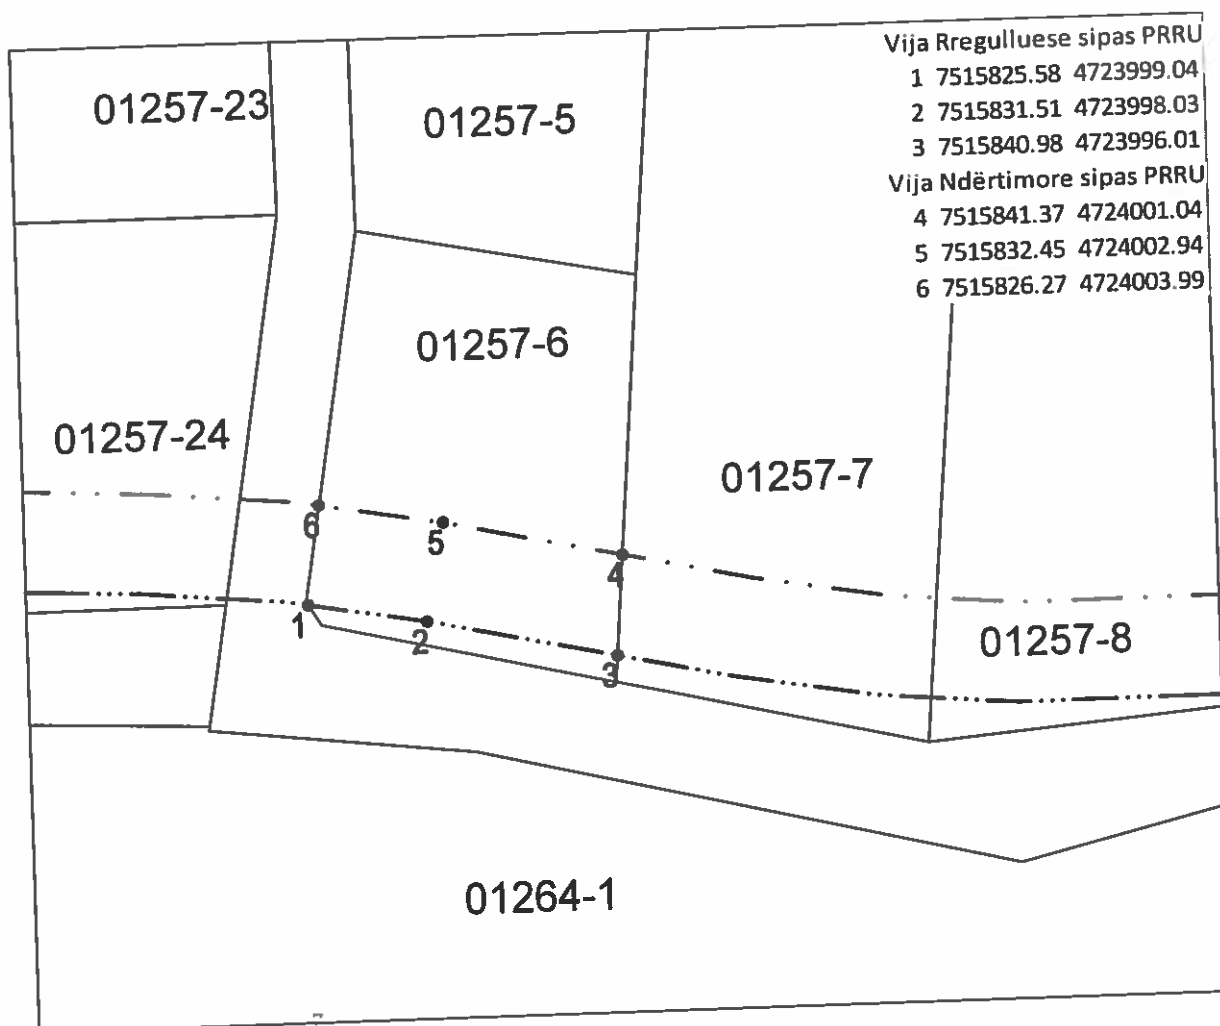 Vija Rregulluese sipas PRRU
1 7515825.58 4723999.04
2 7515831.51 4723998.03
3 7515840.98 4723996.01
Vija Ndërtimore sipas PRRU
4 7515841.37 4724001.04
5 7515832.45 4724002.94
6 7515826.27 4724003.99
01257-23
01257-5
01257-6
01257-24
01257-7
6
5
4
1
2
3
01257-8
01264-1